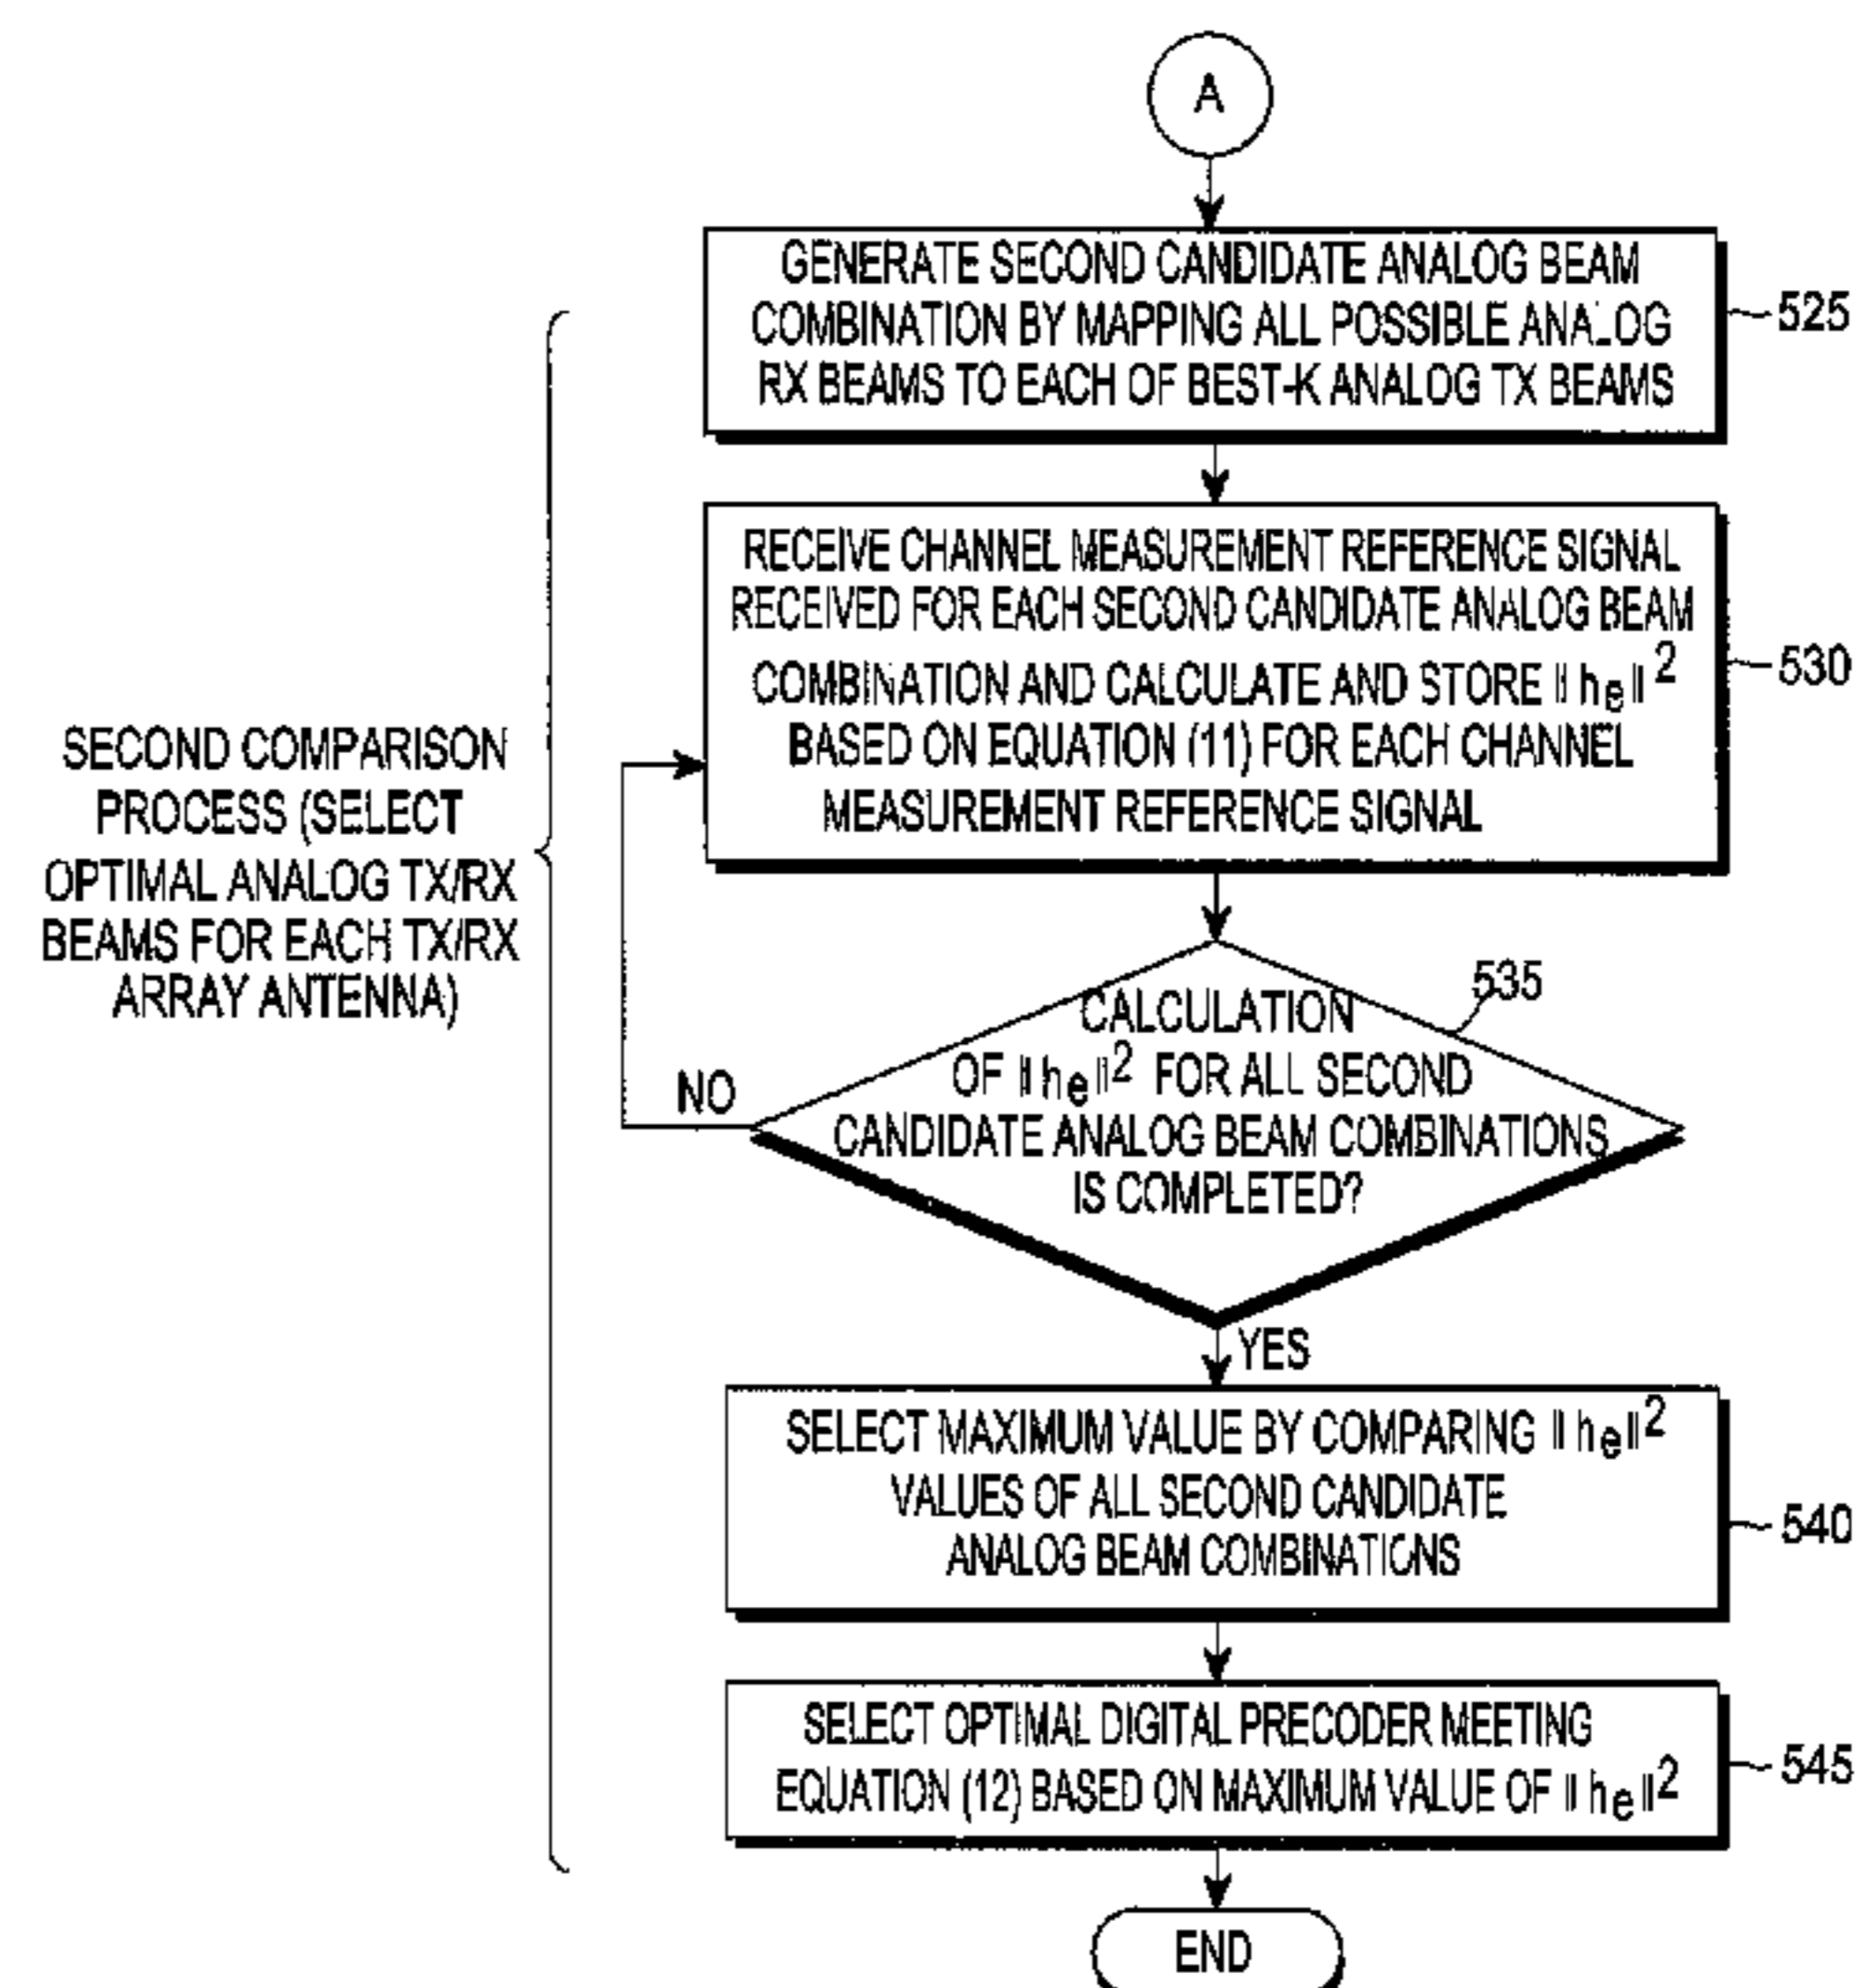 A
GENERATE SECOND CANDIDATE ANALOG BEAM
COMBINATION BY MAPPING ALL POSSIBLE ANALOG
RX BEAMS TO EACH OF BEST-K ANALOG TX BEAMS
525
RECEIVE CHANNEL MEASUREMENT REFERENCE SIGNAL
RECEIVED FOR EACH SECOND CANDIDATE ANALOG BEAM
COMBINATION AND CALCULATE AND STORE ‖he‖²
BASED ON EQUATION (11) FOR EACH CHANNEL
MEASUREMENT REFERENCE SIGNAL
530
SECOND COMPARISON
PROCESS (SELECT
OPTIMAL ANALOG TX/RX
BEAMS FOR EACH TX/RX
ARRAY ANTENNA)
535
CALCULATION
OF ‖he‖² FOR ALL SECOND
CANDIDATE ANALOG BEAM COMBINATIONS
IS COMPLETED?
NO
YES
SELECT MAXIMUM VALUE BY COMPARING ‖he‖²
VALUES OF ALL SECOND CANDIDATE
ANALOG BEAM COMBINATIONS
540
SELECT OPTIMAL DIGITAL PRECODER MEETING
EQUATION (12) BASED ON MAXIMUM VALUE OF ‖he‖²
545
END